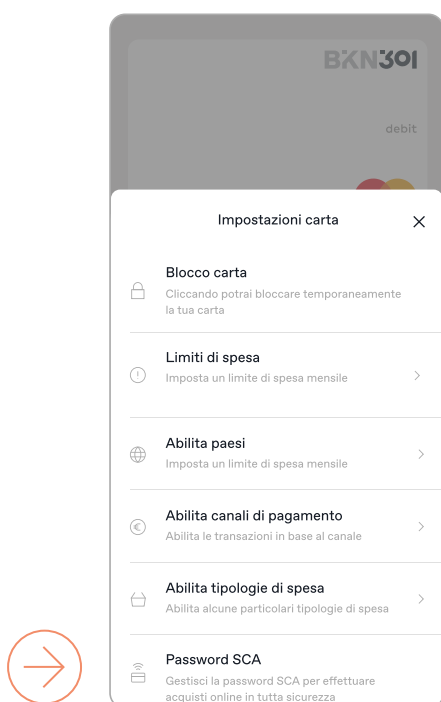 BKN301
debit
Impostazioni carta
Blocco carta
Cliccando potrai bloccare temporaneamente
la tua carta
Limiti di spesa
Imposta un limite di spesa mensile
Abilita paesi
Imposta un limite di spesa mensile
Abilita canali di pagamento
Abilita le transazioni in base al canale
Abilita tipologie di spesa
Abilita alcune particolari tipologie di spesa
Password SCA
Gestisci la password SCA per effettuare
acquisti online in tutta sicurezza